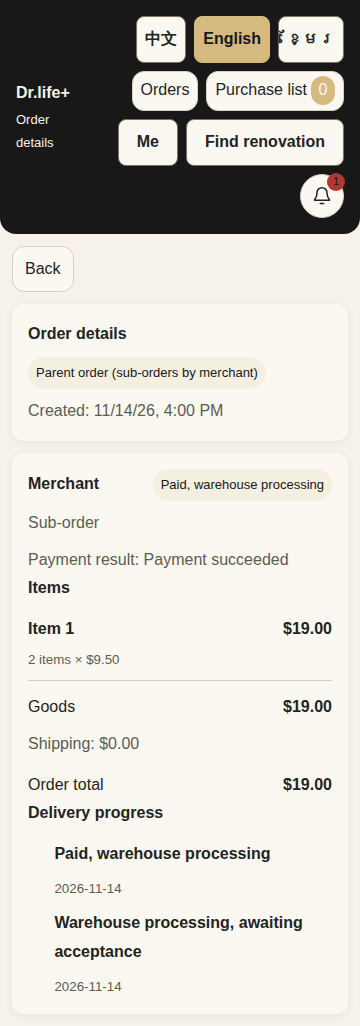 中文
English
ខ្មែរ
Dr.life+
Order
details
Orders
Purchase list 0
Me
Find renovation
1
Back
Order details
Parent order (sub-orders by merchant)
Created: 11/14/26, 4:00 PM
Merchant
Paid, warehouse processing
Sub-order
Payment result: Payment succeeded
Items
Item 1 $19.00
2 items × $9.50
Goods $19.00
Shipping: $0.00
Order total $19.00
Delivery progress
Paid, warehouse processing
2026-11-14
Warehouse processing, awaiting
acceptance
2026-11-14